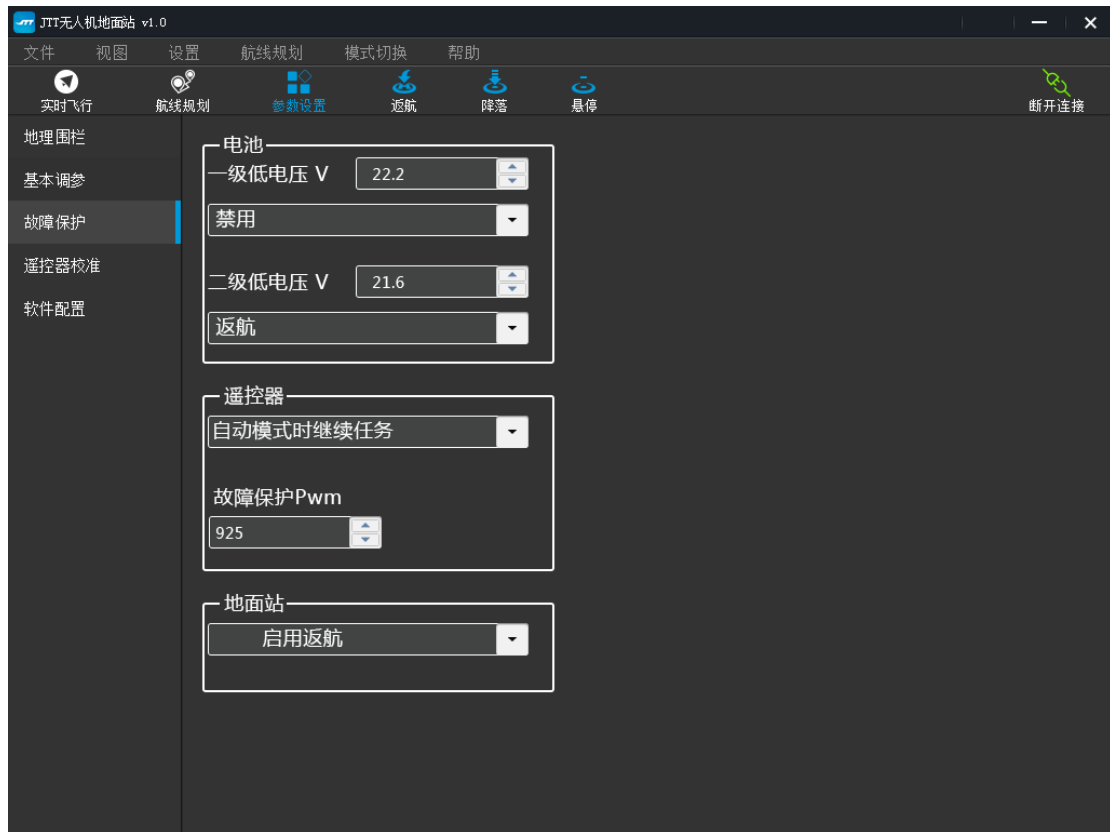 JTT JTT无人机地面站 v1.0
文件 视图 设置 航线规划 模式切换 帮助
实时飞行 航线规划 参数设置 返航 降落 悬停 断开连接
地理围栏
基本调参
故障保护
遥控器校准
软件配置
电池
一级低电压 V 22.2
禁用
二级低电压 V 21.6
返航
遥控器
自动模式时继续任务
故障保护Pwm
925
地面站
启用返航